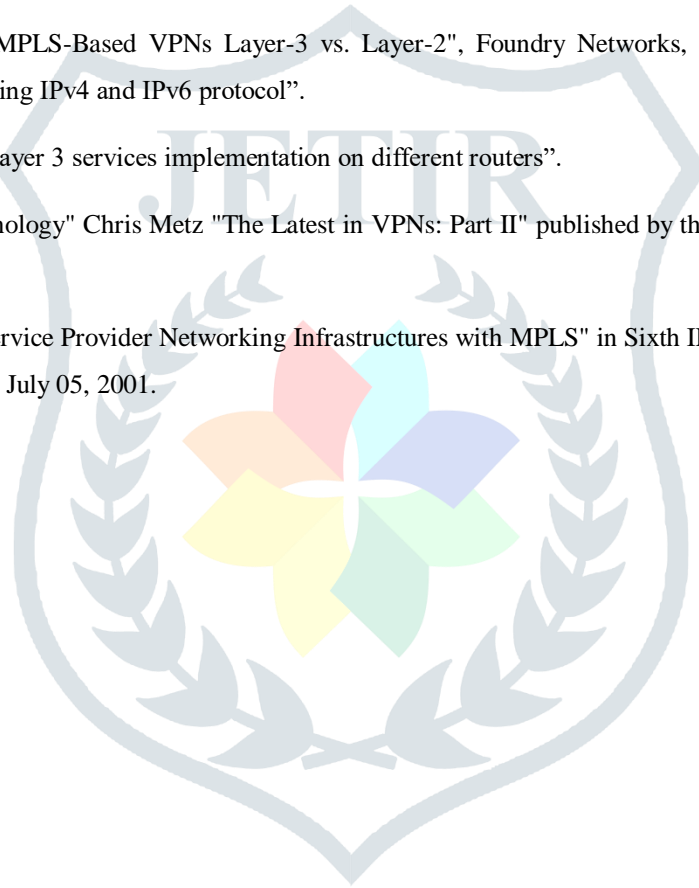 MPLS-Based VPNs Layer-3 vs. Layer-2", Foundry Networks,
ing IPv4 and IPv6 protocol”.
ayer 3 services implementation on different routers”.
nology" Chris Metz "The Latest in VPNs: Part II" published by th
rvice Provider Networking Infrastructures with MPLS" in Sixth I
July 05, 2001.
JETIR